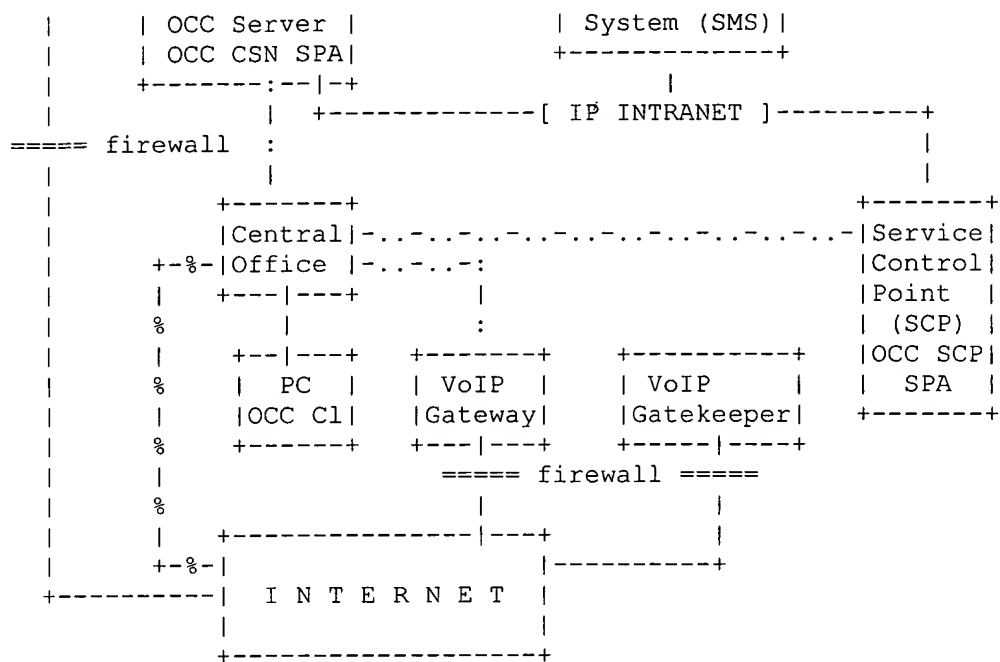 OCC Server System (SMS)
OCC CSN SPA
[ IP INTRANET ]
===== firewall
Central Service
Office Control
Point
(SCP)
OCC SCP
PC VoIP VoIP SPA
OCC Cl Gateway Gatekeeper
===== firewall =====
I N T E R N E T